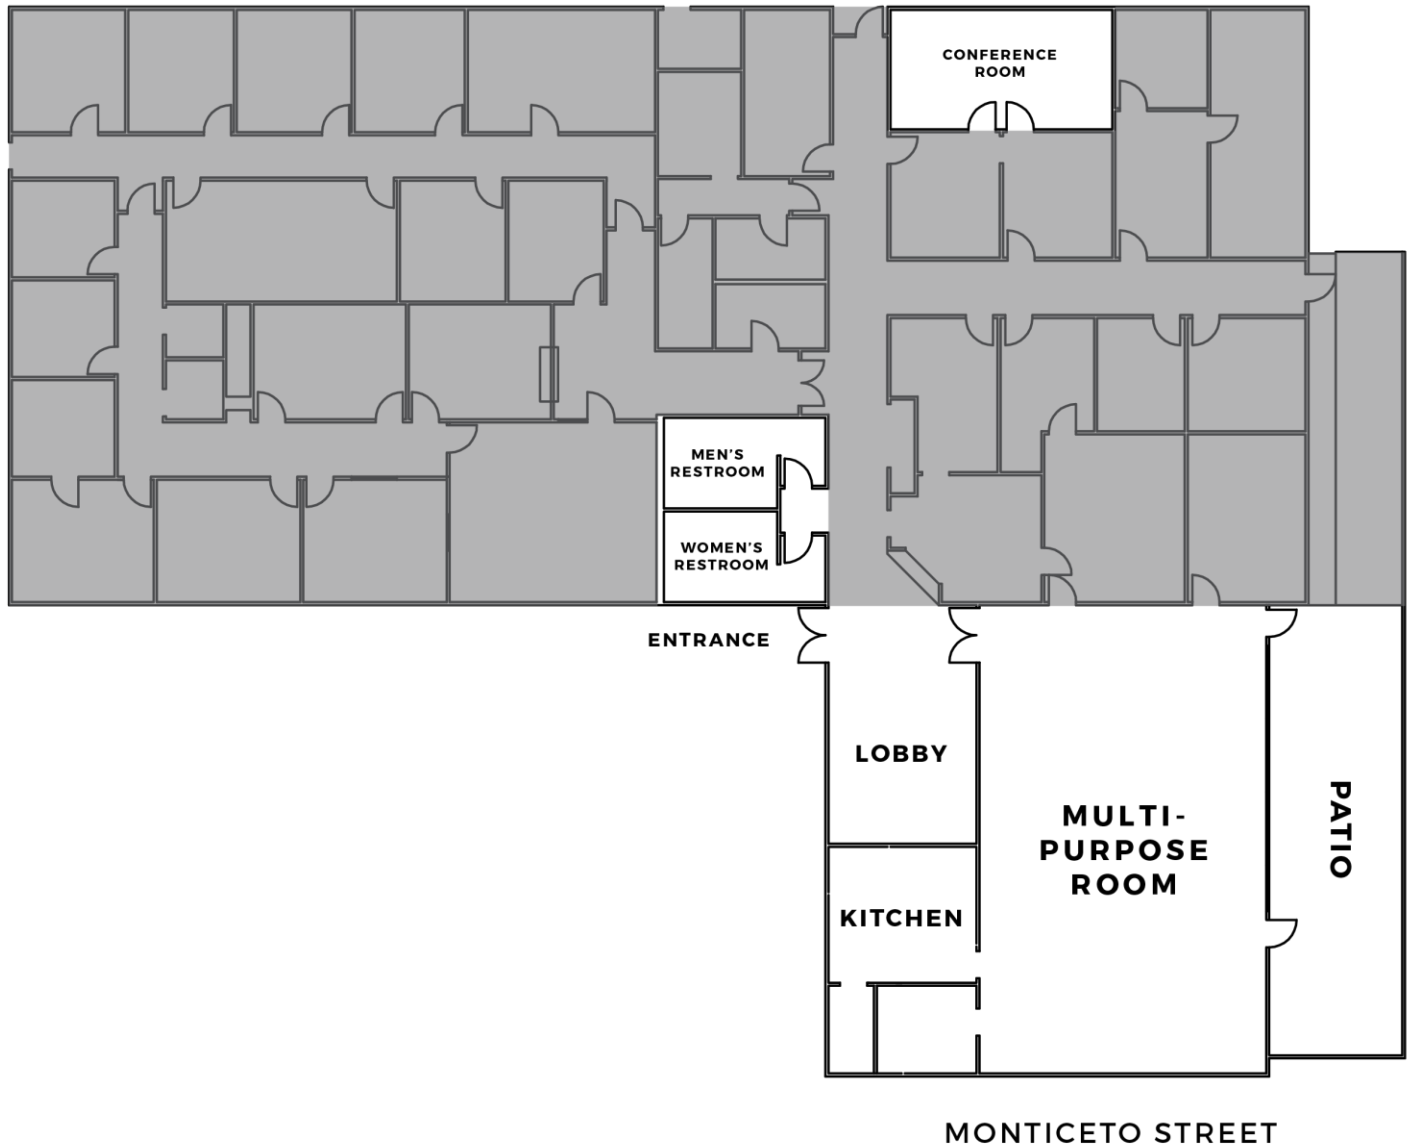 CONFERENCE
ROOM
MEN'S
RESTROOM
WOMEN'S
RESTROOM
ENTRANCE
LOBBY
MULTI-
PURPOSE
ROOM
PATIO
KITCHEN
MONTICETO STREET